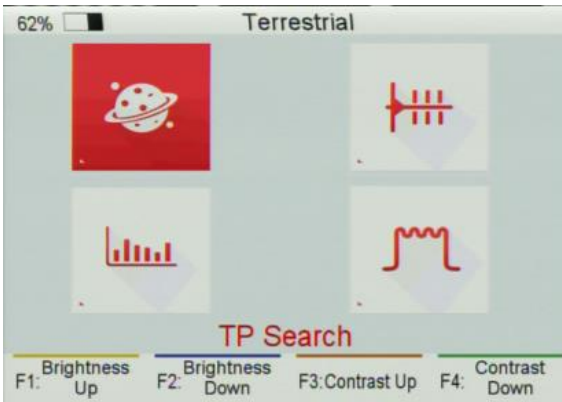 62%
Terrestrial
TP Search
F1: Brightness Up
F2: Brightness Down
F3:Contrast Up
F4: Contrast Down